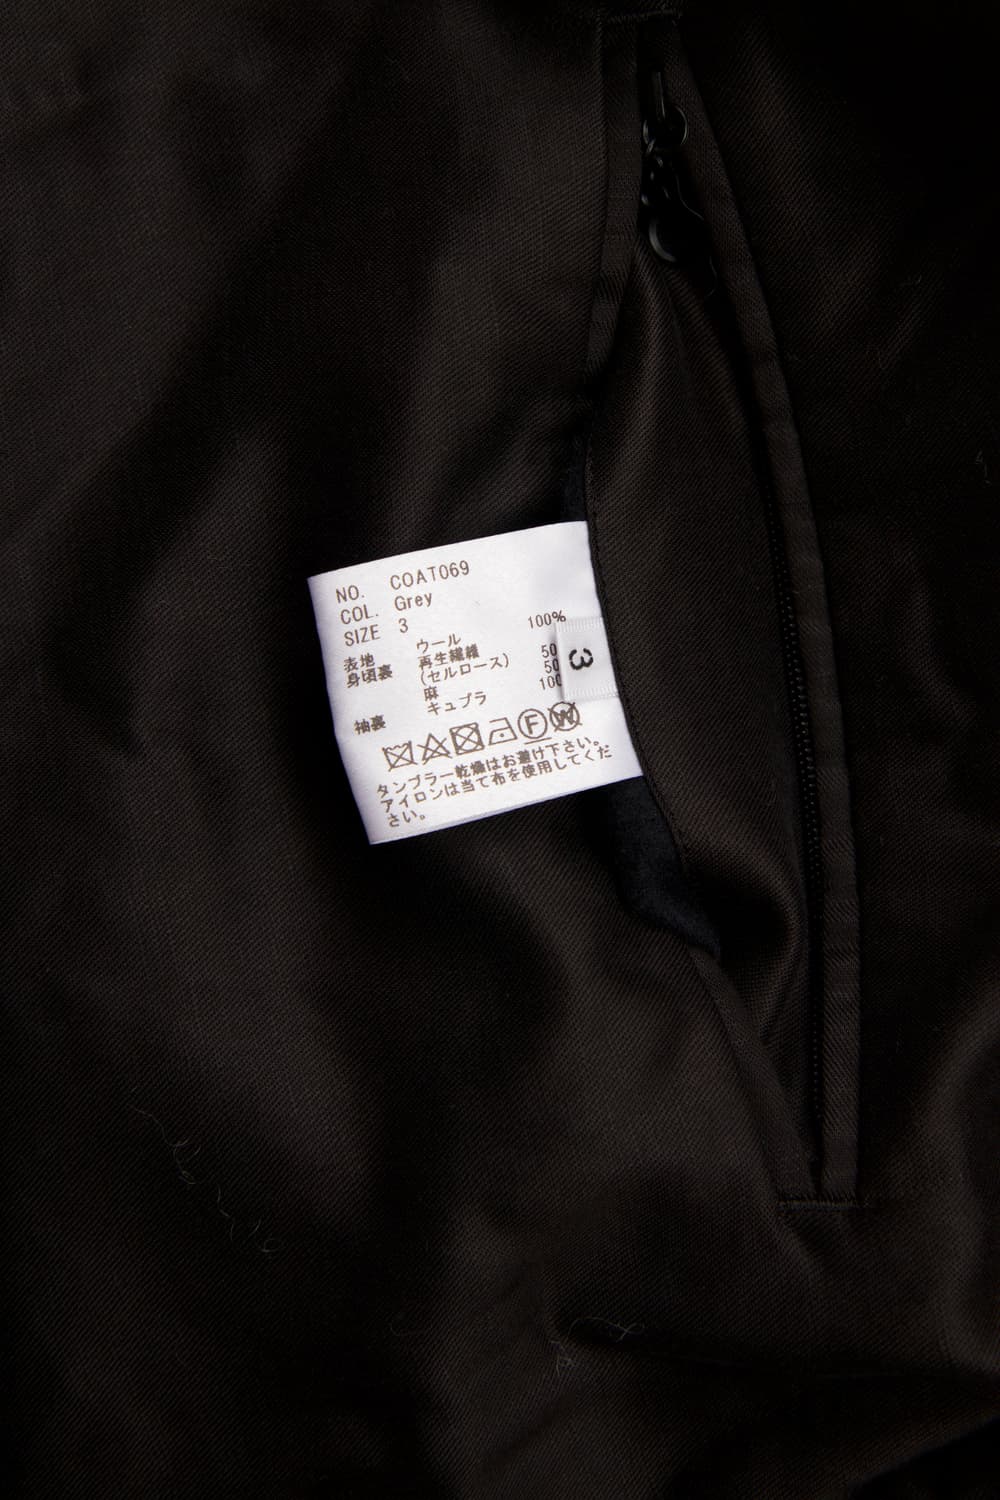 NO. COAT069
COL. Grey
SIZE 3
表地 ウール 100%
身頃裏 再生繊維 50
(セルロース) 50
麻 100
袖裏 キュプラ
3
F W
タンブラー乾燥はお避け下さい。
アイロンは当て布を使用してくだ
さい。